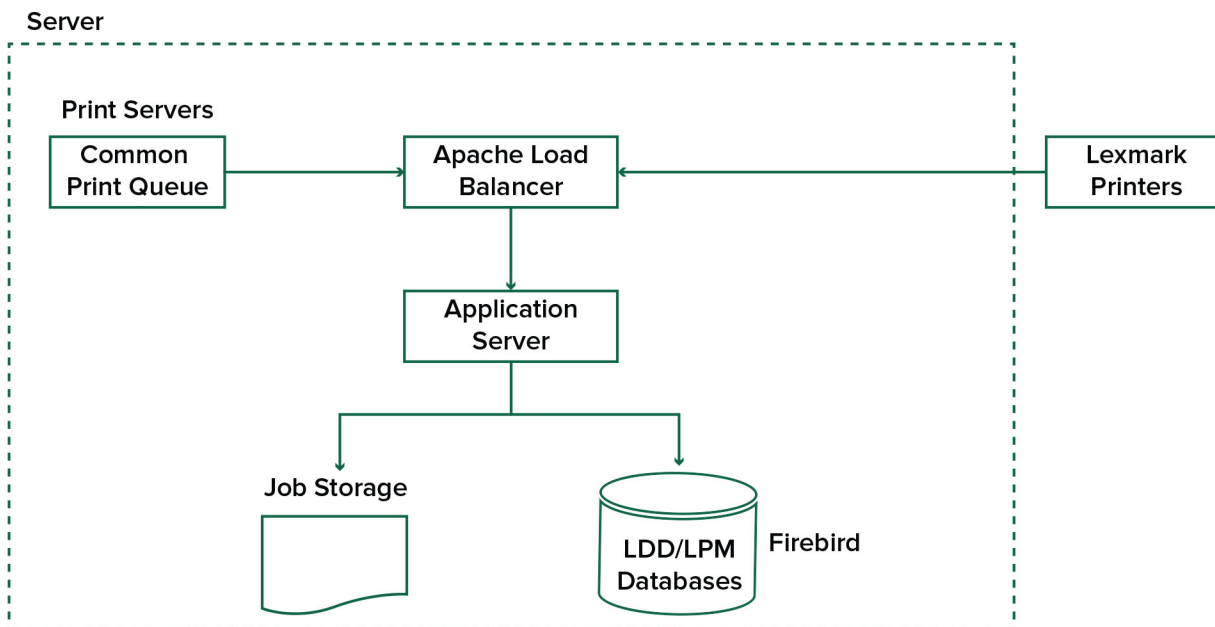 Server
Print Servers
Common
Print Queue
Apache Load
Balancer
Lexmark
Printers
Application
Server
Job Storage
LDD/LPM
Databases
Firebird